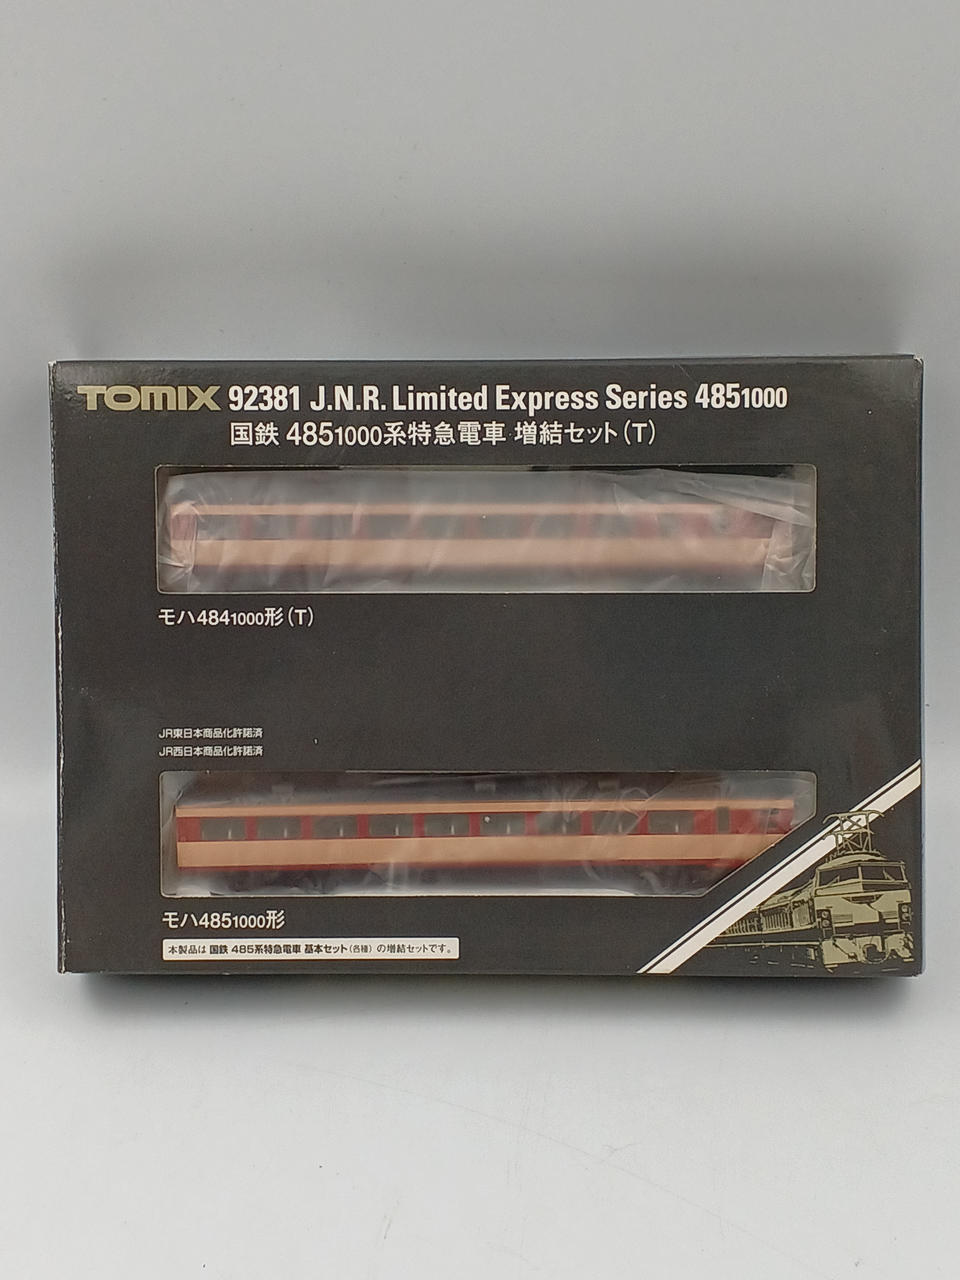 TOMIX 92381 J.N.R. Limited Express Series 4851000
国鉄 4851000系特急電車 増結セット(T)
モハ4841000形(T)
JR東日本商品化許諾済
JR西日本商品化許諾済
モハ4851000形
本製品は 国鉄 485系特急電車 基本セット(各種) の増結セットです。